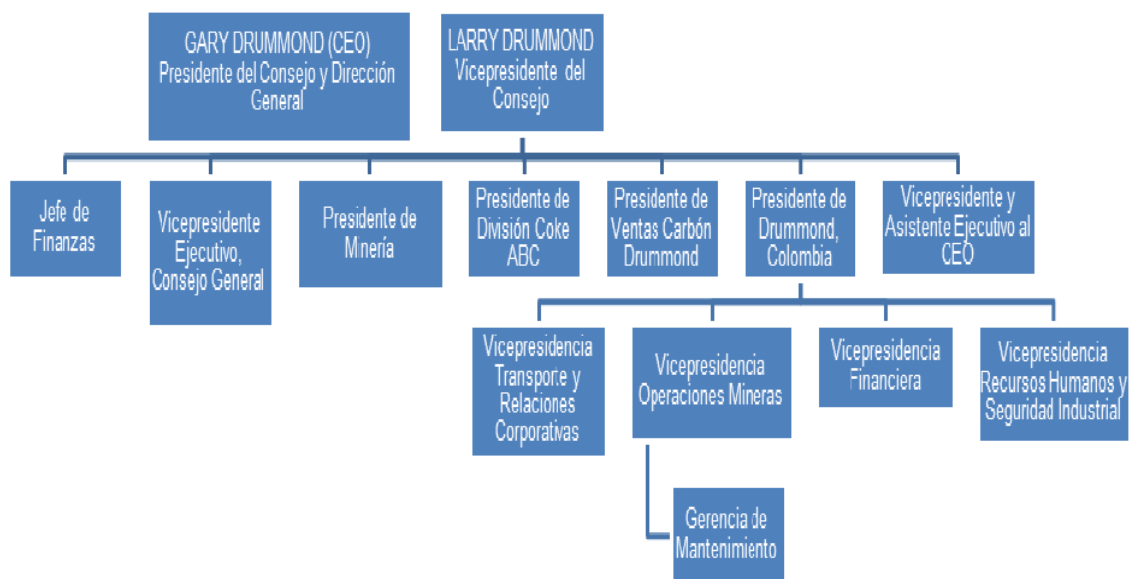 GARY DRUMMOND (CEO)
Presidente del Consejo y Dirección
General
LARRY DRUMMOND
Vicepresidente del
Consejo
Jefe de
Finanzas
Vicepresidente
Ejecutivo,
Consejo General
Presidente de
Minería
Presidente de
División Coke
ABC
Presidente de
Ventas Carbón
Drummond
Presidente de
Drummond,
Colombia
Vicepresidente y
Asistente Ejecutivo al
CEO
Vicepresidencia
Transporte y
Relaciones
Corporativas
Vicepresidencia
Operaciones Mineras
Vicepresidencia
Financiera
Vicepresidencia
Recursos Humanos y
Seguridad Industrial
Gerencia de
Mantenimiento